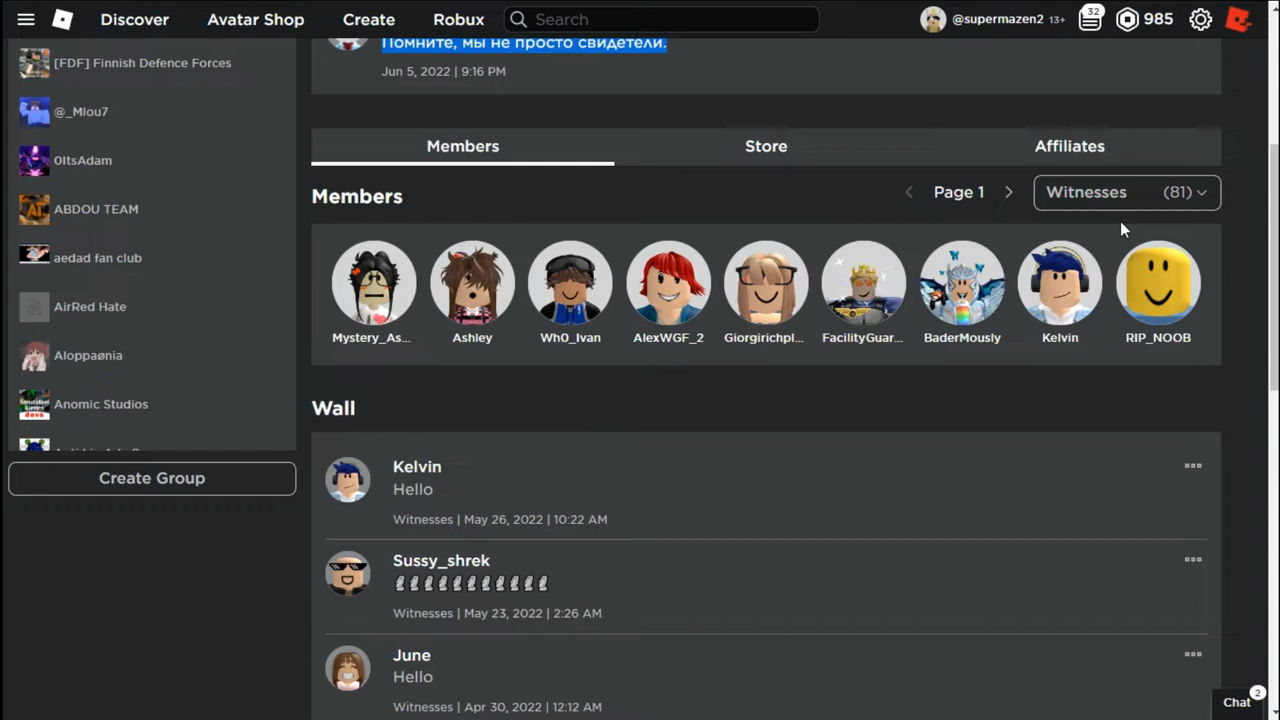 Discover Avatar Shop Create Robux Search @supermazen2 13+ 32 985
[FDF] Finnish Defence Forces
@_Mlou7
0ItsAdam
ABDOU TEAM
aedad fan club
AirRed Hate
Aloppaønia
Anomic Studios
Create Group
Помните, мы не просто свидетели.
Jun 5, 2022 | 9:16 PM
Members Store Affiliates
Members Page 1 Witnesses (81)
Mystery_As... Ashley Wh0_Ivan AlexWGF_2 Giorgirichpl... FacilityGuar... BaderMously Kelvin RIP_NOOB
Wall
Kelvin
Hello
Witnesses | May 26, 2022 | 10:22 AM
Sussy_shrek
🗿🗿🗿🗿🗿🗿🗿🗿🗿🗿🗿
Witnesses | May 23, 2022 | 2:26 AM
June
Hello
Witnesses | Apr 30, 2022 | 12:12 AM
Chat 2